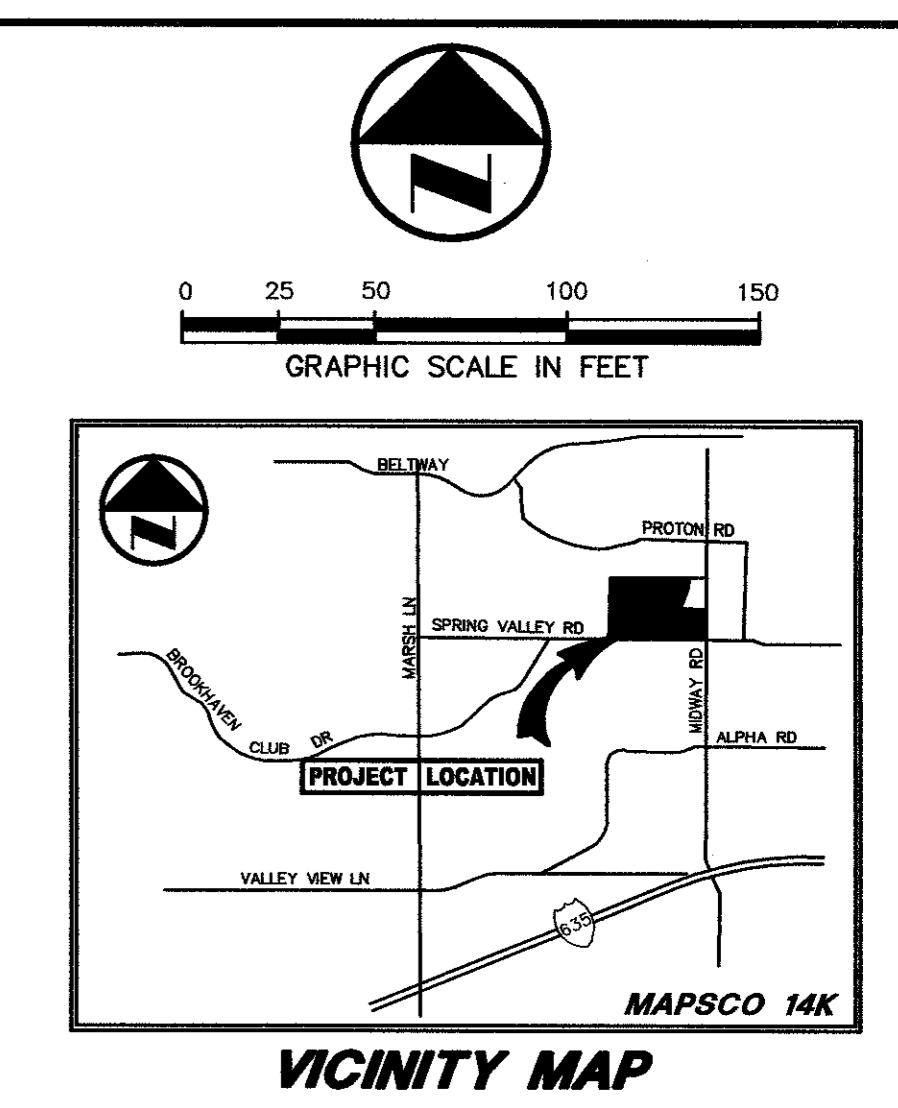 N
0 25 50 100 150
GRAPHIC SCALE IN FEET
N
BELTWAY
PROTON RD
MARSH LN
SPRING VALLEY RD
MIDWAY RD
BROOKHAVEN
CLUB DR
ALPHA RD
PROJECT LOCATION
VALLEY VIEW LN
635
MAPSCO 14K
VICINITY MAP